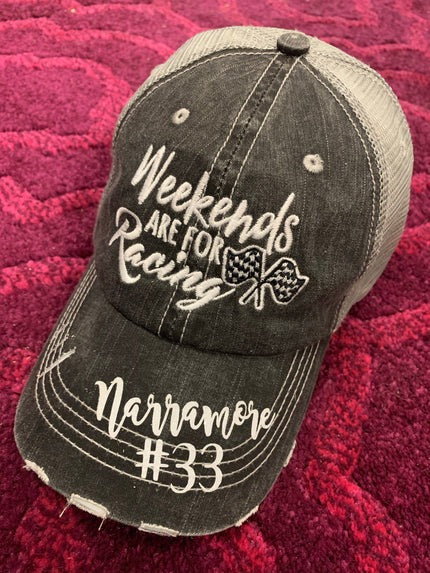 Weekends
ARE FOR
Racing
Narramore
#33